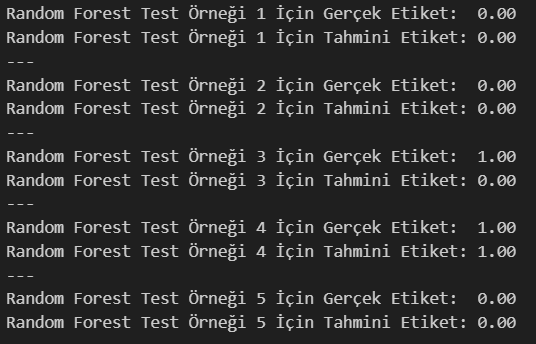 Random Forest Test Örneği 1 İçin Gerçek Etiket:  0.00
Random Forest Test Örneği 1 İçin Tahmini Etiket: 0.00
---
Random Forest Test Örneği 2 İçin Gerçek Etiket:  0.00
Random Forest Test Örneği 2 İçin Tahmini Etiket: 0.00
---
Random Forest Test Örneği 3 İçin Gerçek Etiket:  1.00
Random Forest Test Örneği 3 İçin Tahmini Etiket: 0.00
---
Random Forest Test Örneği 4 İçin Gerçek Etiket:  1.00
Random Forest Test Örneği 4 İçin Tahmini Etiket: 1.00
---
Random Forest Test Örneği 5 İçin Gerçek Etiket:  0.00
Random Forest Test Örneği 5 İçin Tahmini Etiket: 0.00